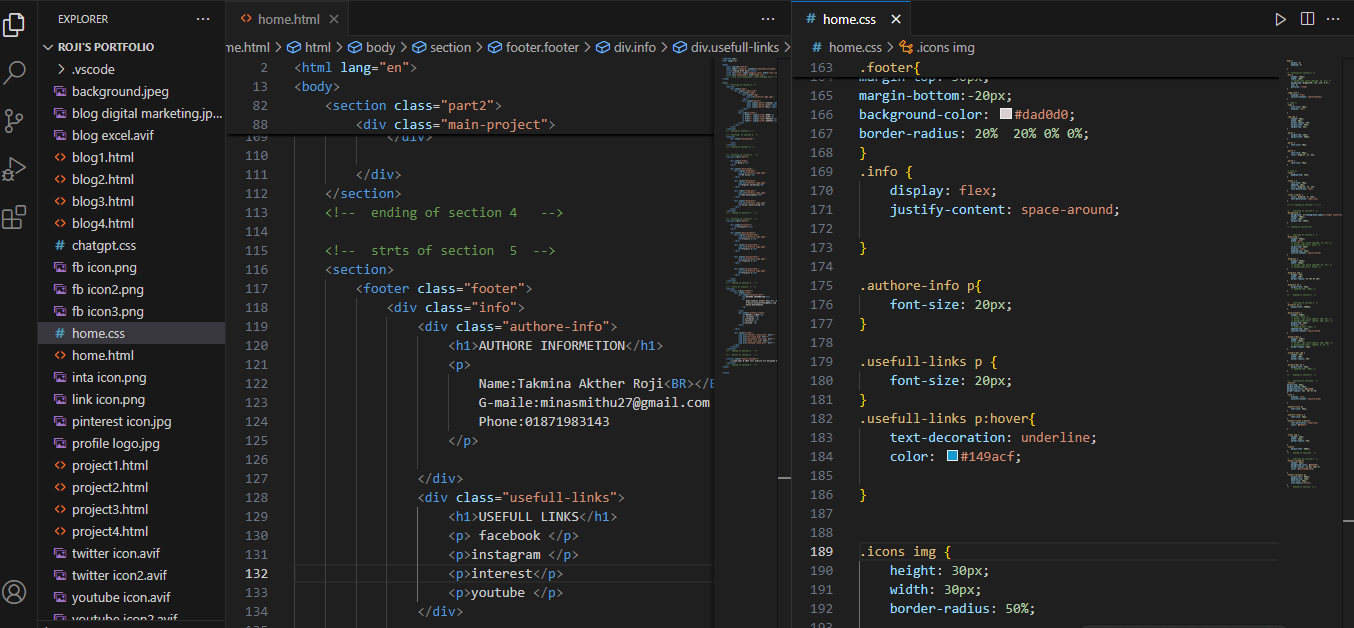 EXPLORER
ROJI'S PORTFOLIO
.vscode
background.jpeg
blog digital marketing.jp...
blog excel.avif
blog1.html
blog2.html
blog3.html
blog4.html
chatgpt.css
fb icon.png
fb icon2.png
fb icon3.png
home.css
home.html
inta icon.png
link icon.png
pinterest icon.jpg
profile logo.jpg
project1.html
project2.html
project3.html
project4.html
twitter icon.avif
twitter icon2.avif
youtube icon.avif
youtube icon2.avif
home.html
me.html > html > body > section > footer.footer > div.info > div.usefull-links >
2 <html lang="en">
13 <body>
82 <section class="part2">
88 <div class="main-project">
109 </div>
110
111 </div>
112 </section>
113 <!--  ending of section 4   -->
114
115 <!--  strts of section  5  -->
116 <section>
117 <footer class="footer">
118 <div class="info">
119 <div class="authore-info">
120 <h1>AUTHORE INFORMETION</h1>
121 <p>
122 Name:Takmina Akther Roji<BR></B
123 G-maile:minasmithu27@gmail.com
124 Phone:01871983143
125 </p>
126
127 </div>
128 <div class="usefull-links">
129 <h1>USEFULL LINKS</h1>
130 <p> facebook </p>
131 <p>instagram </p>
132 <p>interest</p>
133 <p>youtube </p>
134 </div>
135
home.css
home.css > .icons img
163 .footer{
164 margin-top: 50px;
165 margin-bottom:-20px;
166 background-color: #dad0d0;
167 border-radius: 20%  20% 0% 0%;
168 }
169 .info {
170 display: flex;
171 justify-content: space-around;
172
173 }
174
175 .authore-info p{
176 font-size: 20px;
177 }
178
179 .usefull-links p {
180 font-size: 20px;
181 }
182 .usefull-links p:hover{
183 text-decoration: underline;
184 color: #149acf;
185
186 }
187
188
189 .icons img {
190 height: 30px;
191 width: 30px;
192 border-radius: 50%;
193